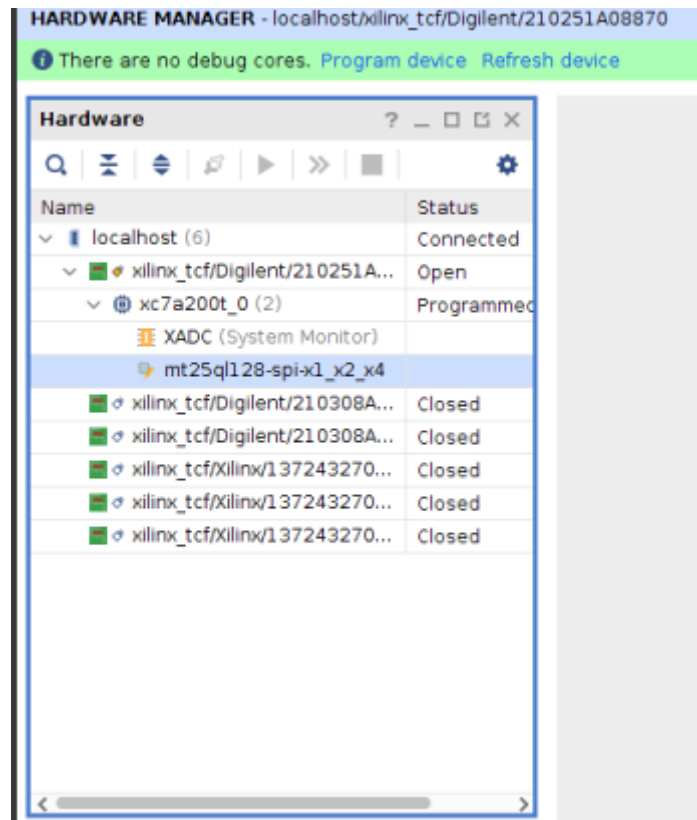 HARDWARE MANAGER - localhost/xilinx_tcf/Digilent/210251A08870
There are no debug cores. Program device Refresh device
Hardware
Name Status
localhost (6) Connected
xilinx_tcf/Digilent/210251A... Open
xc7a200t_0 (2) Programmed
XADC (System Monitor)
mt25ql128-spi-x1_x2_x4
xilinx_tcf/Digilent/210308A... Closed
xilinx_tcf/Digilent/210308A... Closed
xilinx_tcf/Xilinx/137243270... Closed
xilinx_tcf/Xilinx/137243270... Closed
xilinx_tcf/Xilinx/137243270... Closed